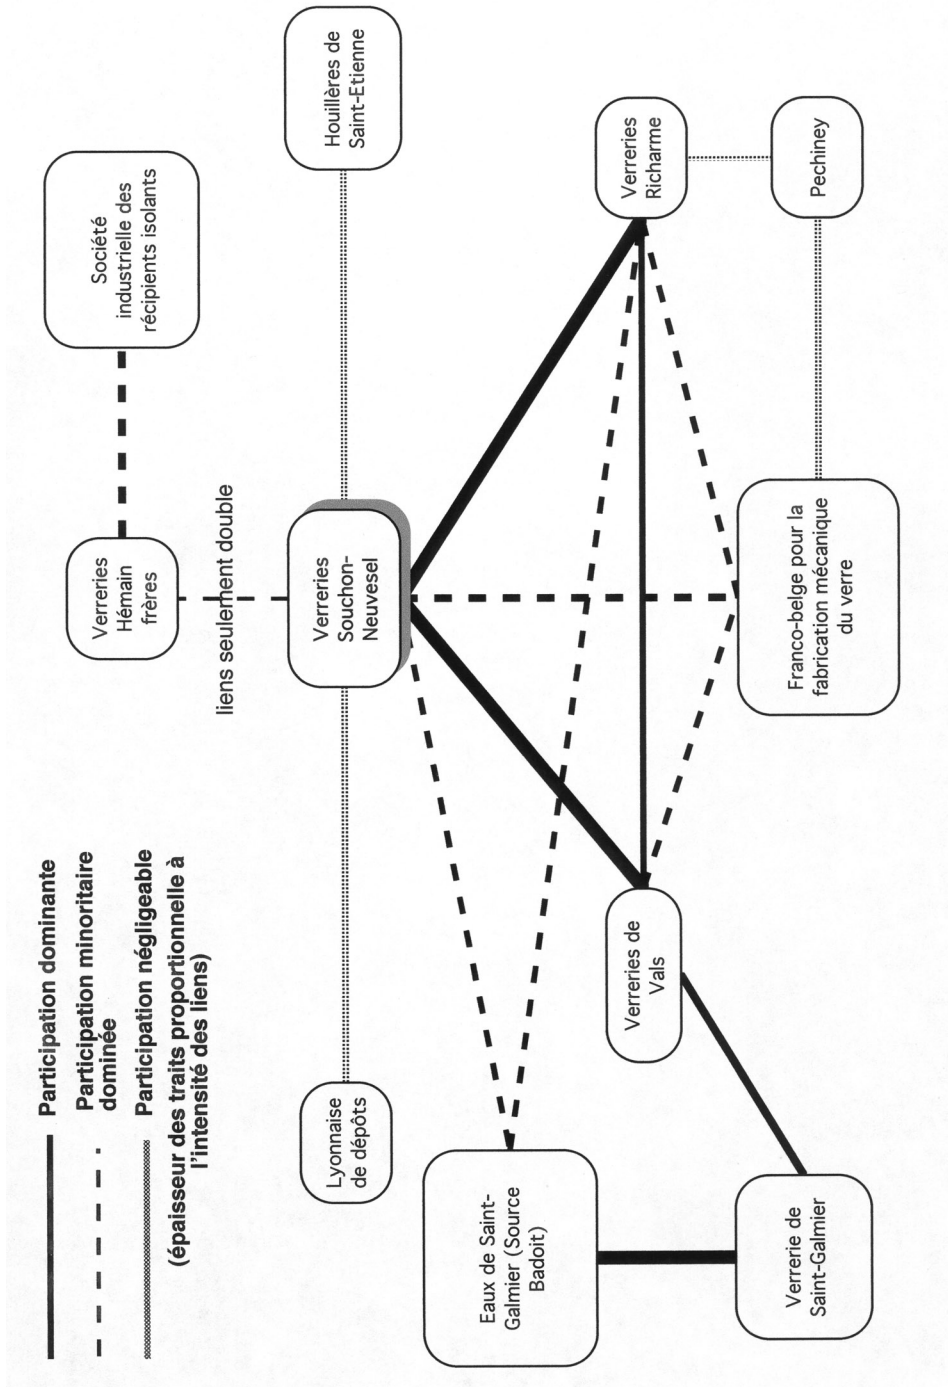 Participation dominante
Participation minoritaire
dominée
Participation négligeable
(épaisseur des traits proportionnelle à
l'intensité des liens)
Verreries
Hémain
frères
Société
industrielle des
récipients isolants
liens seulement double
Lyonnaise
de dépôts
Verreries
Souchon-
Neuvesel
Houillères de
Saint-Etienne
Eaux de Saint-
Galmier (Source
Badoit)
Verreries de
Vals
Verreries
Richarme
Verrerie de
Saint-Galmier
Franco-belge pour la
fabrication mécanique
du verre
Pechiney